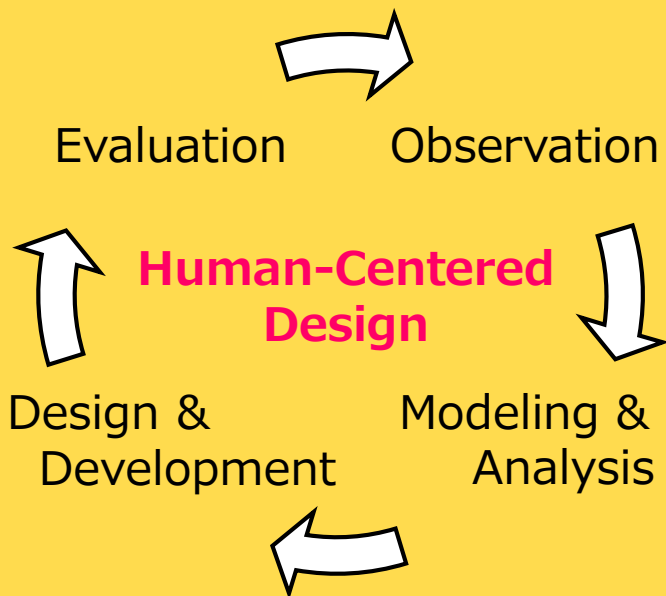 Evaluation
Observation
Human-Centered
Design
Design &
Development
Modeling &
Analysis